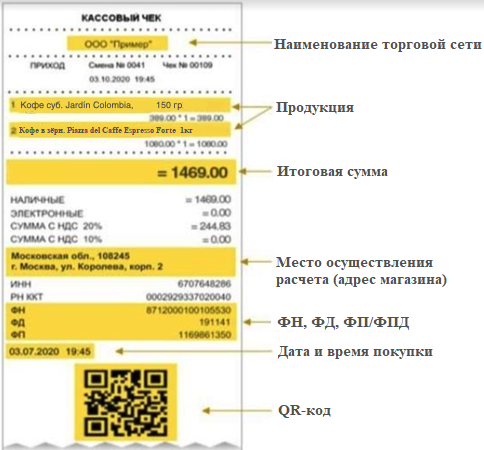 КАССОВЫЙ ЧЕК
ООО "Пример"
Наименование торговой сети
ПРИХОД Смена № 0041 Чек № 00109
03.10.2020 19:45
1 Кофе суб. Jardin Colombia, 150 гр
Продукция
389.00 * 1 = 389.00
2 Кофе в зёрн. Piazza del Caffe Espresso Forte 1кг
1080.00 * 1 = 1080.00
= 1469.00
Итоговая сумма
НАЛИЧНЫЕ = 1469.00
ЭЛЕКТРОННЫЕ = 0.00
СУММА С НДС 20% = 244.83
СУММА С НДС 10% = 0.00
Московская обл., 108245
г. Москва, ул. Королева, корп. 2
Место осуществления
расчета (адрес магазина)
ИНН 6707648286
РН ККТ 0002929337020040
ФН 8712000100105530
ФД 191141
ФП 1169861350
ФН, ФД, ФП/ФПД
03.07.2020 19:45
Дата и время покупки
QR-код